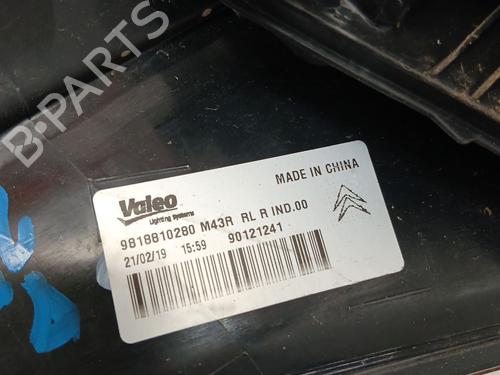 B-PARTS
Valeo
Lighting Systems
MADE IN CHINA
9818810280 M43R RL R IND.00
21/02/19 15:59 90121241